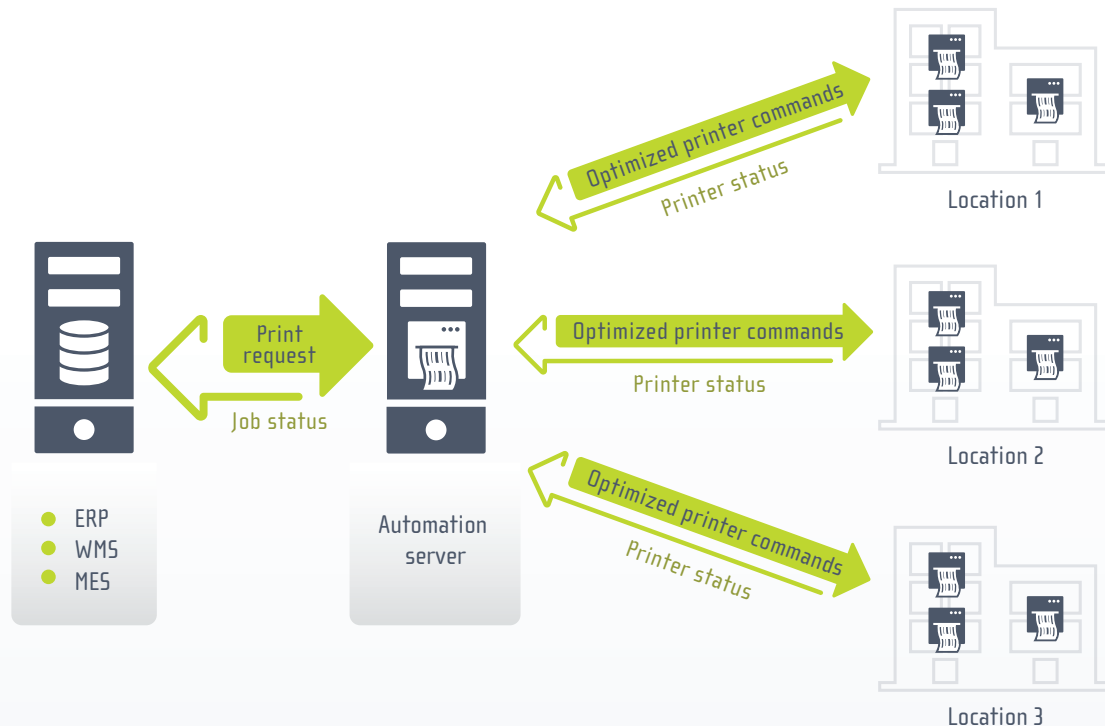 Optimized printer commands
Printer status
Location 1
Print
request
Job status
Optimized printer commands
Printer status
Location 2
ERP
WMS
MES
Automation
server
Optimized printer commands
Printer status
Location 3